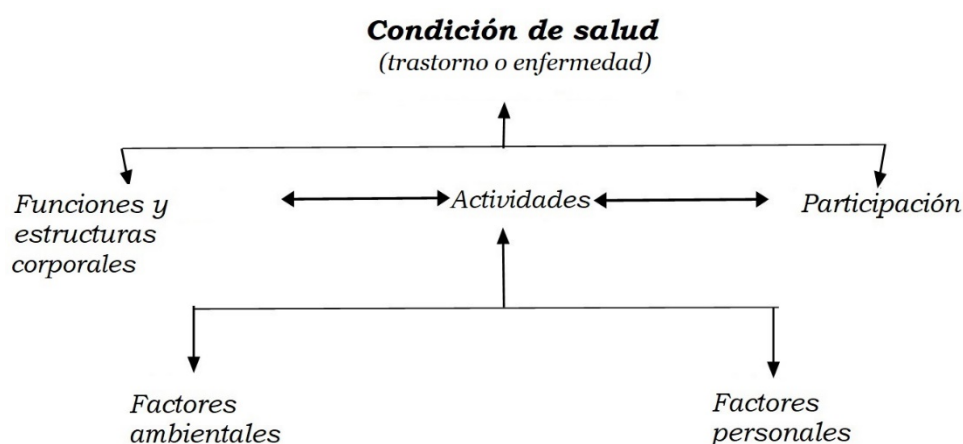 Condición de salud
(trastorno o enfermedad)
Funciones y
estructuras
corporales
Actividades
Participación
Factores
ambientales
Factores
personales